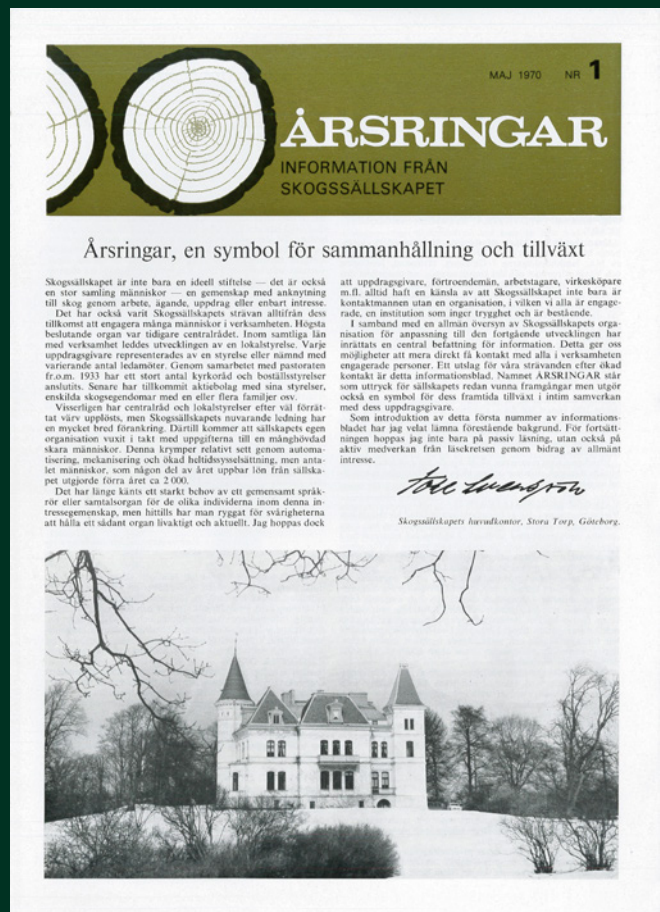 MAJ 1970 NR 1
ÅRSRINGAR
INFORMATION FRÅN
SKOGSSÄLLSKAPET
Årsringar, en symbol för sammanhållning och tillväxt
Skogssällskapet är inte bara en ideell stiftelse — det är också
en stor samling människor — en gemenskap med anknytning
till skog genom arbete, ägande, uppdrag eller enbart intresse.
Det har också varit Skogssällskapets strävan alltifrån dess
tillkomst att engagera många människor i verksamheten. Högsta
beslutande organ var tidigare centralrådet. Inom samtliga län
med verksamhet leddes utvecklingen av en lokalstyrelse. Varje
uppdragsgivare representerades av en styrelse eller nämnd med
varierande antal ledamöter. Genom samarbetet med pastoraten
fr.o.m. 1933 har ett stort antal kyrkoråd och boställsstyrelser
anslutits. Senare har tillkommit aktiebolag med sina styrelser,
enskilda skogsegendomar med en eller flera familjer osv.
Visserligen har centralråd och lokalstyrelser efter väl förrät-
tat värv upplösts, men Skogssällskapets nuvarande ledning har
en mycket bred förankring. Därtill kommer att sällskapets egen
organisation vuxit i takt med uppgifterna till en månghövdad
skara människor. Denna krymper relativt sett genom automa-
tisering, mekanisering och ökad heltidssysselsättning, men anta-
let människor, som någon del av året uppbar lön från sällska-
pet utgjorde förra året ca 2 000.
Det har länge känts ett starkt behov av ett gemensamt språk-
rör eller samtalsorgan för de olika individerna inom denna in-
tressegemenskap, men hittills har man ryggat för svårigheterna
att hålla ett sådant organ livaktigt och aktuellt. Jag hoppas dock
att uppdragsgivare, förtroendemän, arbetstagare, virkesköpare
m.fl. alltid haft en känsla av att Skogssällskapet inte bara är
kontaktmannen utan en organisation, i vilken vi alla är engage-
rade, en institution som inger trygghet och är bestående.
I samband med en allmän översyn av Skogssällskapets orga-
nisation för anpassning till den fortgående utvecklingen har
inrättats en central befattning för information. Detta ger oss
möjligheter att mera direkt få kontakt med alla i verksamheten
engagerade personer. Ett utslag för våra strävanden efter ökad
kontakt är detta informationsblad. Namnet ÅRSRINGAR står
som uttryck för sällskapets redan vunna framgångar men utgör
också en symbol för dess framtida tillväxt i intim samverkan
med dess uppdragsgivare.
Som introduktion av detta första nummer av informations-
bladet har jag velat lämna förestående bakgrund. För fortsätt-
ningen hoppas jag inte bara på passiv läsning, utan också på
aktiv medverkan från läsekretsen genom bidrag av allmänt
intresse.
Skogssällskapets huvudkontor, Stora Torp, Göteborg.